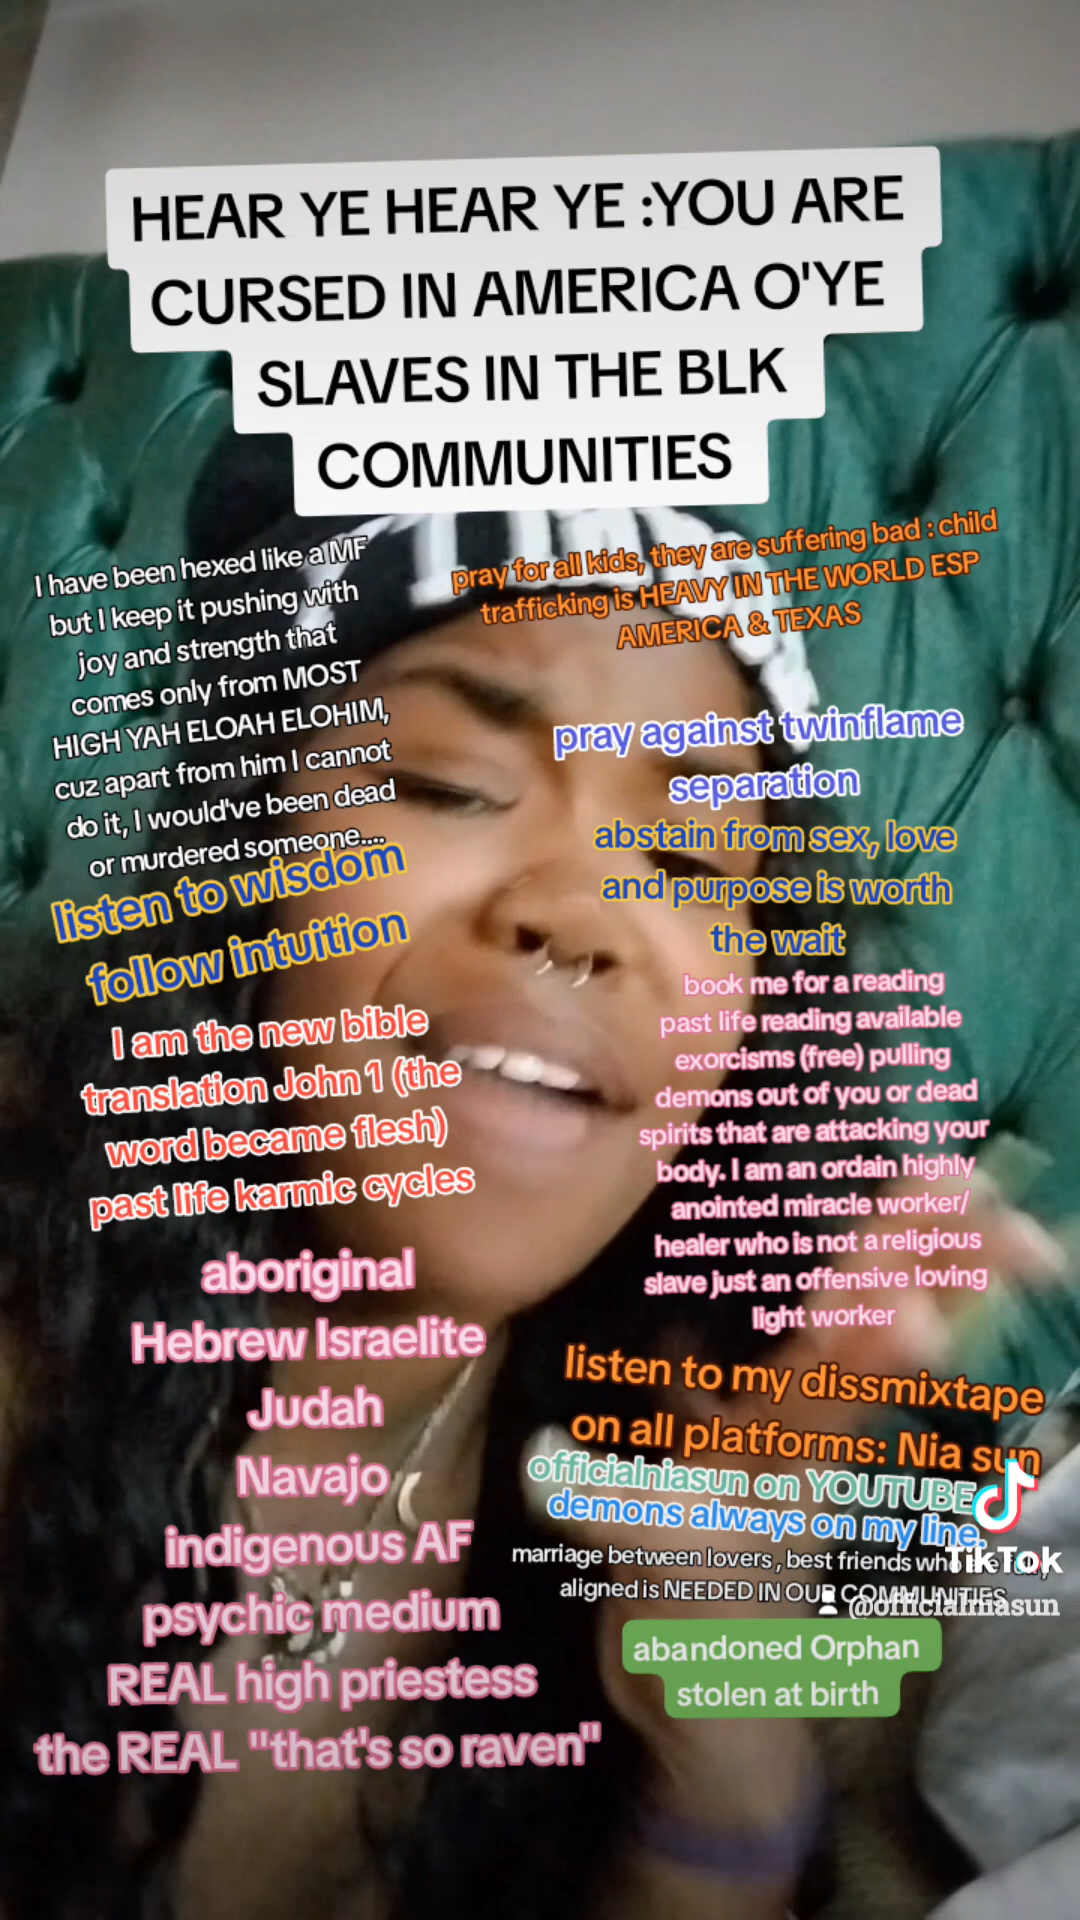 HEAR YE HEAR YE :YOU ARE
CURSED IN AMERICA O'YE
SLAVES IN THE BLK
COMMUNITIES
I have been hexed like a MF
but I keep it pushing with
joy and strength that
comes only from MOST
HIGH YAH ELOAH ELOHIM,
cuz apart from him I cannot
do it, I would've been dead
or murdered someone....
listen to wisdom
follow intuition
I am the new bible
translation John 1 (the
word became flesh)
past life karmic cycles
aboriginal
Hebrew Israelite
Judah
Navajo
indigenous AF
psychic medium
REAL high priestess
the REAL "that's so raven"
pray for all kids, they are suffering bad : child
trafficking is HEAVY IN THE WORLD ESP
AMERICA & TEXAS
pray against twinflame
separation
abstain from sex, love
and purpose is worth
the wait
book me for a reading
past life reading available
exorcisms (free) pulling
demons out of you or dead
spirits that are attacking your
body. I am an ordain highly
anointed miracle worker/
healer who is not a religious
slave just an offensive loving
light worker
listen to my dissmixtape
on all platforms: Nia sun
officialniasun on YOUTUBE
demons always on my line.
marriage between lovers , best friends who
aligned is NEEDED IN OUR COMMUNITIES
TikTok
@officialniasun
abandoned Orphan
stolen at birth